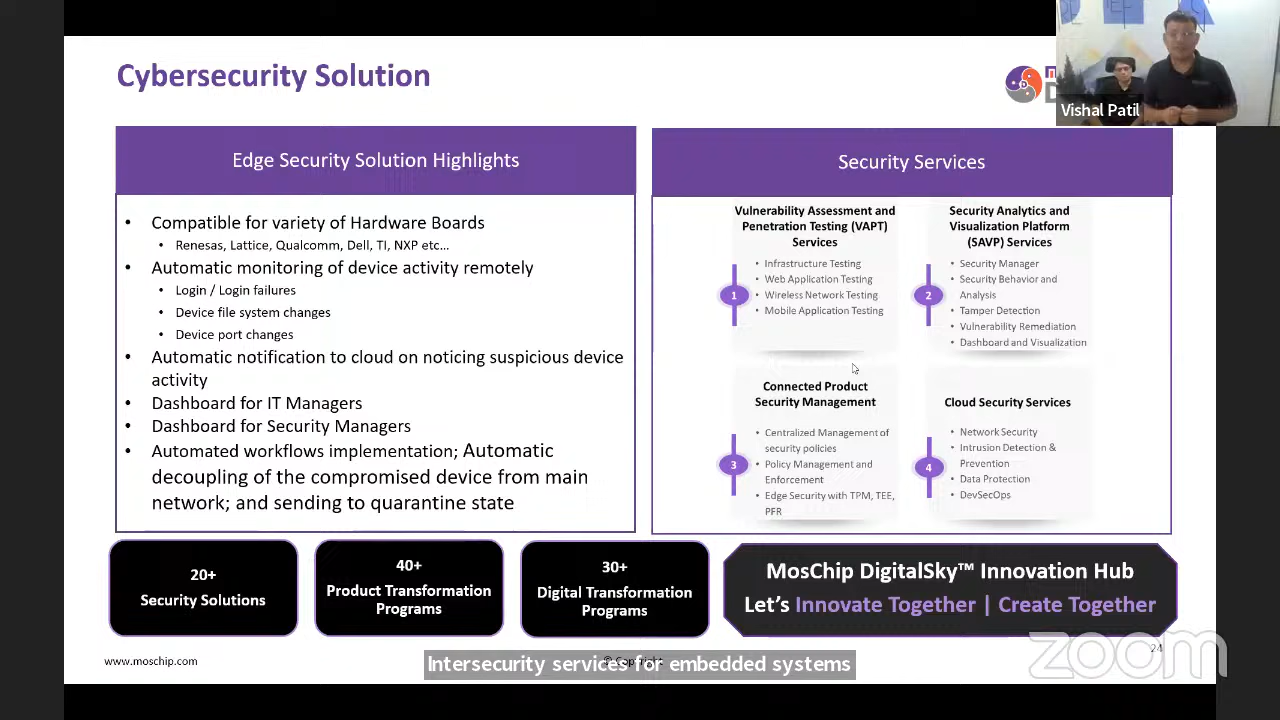 Cybersecurity Solution
Vishal Patil
Edge Security Solution Highlights
• Compatible for variety of Hardware Boards
• Renesas, Lattice, Qualcomm, Dell, TI, NXP etc...
• Automatic monitoring of device activity remotely
• Login / Login failures
• Device file system changes
• Device port changes
• Automatic notification to cloud on noticing suspicious device
activity
• Dashboard for IT Managers
• Dashboard for Security Managers
• Automated workflows implementation; Automatic
decoupling of the compromised device from main
network; and sending to quarantine state
Security Services
Vulnerability Assessment and
Penetration Testing (VAPT)
Services
1
• Infrastructure Testing
• Web Application Testing
• Wireless Network Testing
• Mobile Application Testing
Security Analytics and
Visualization Platform
(SAVP) Services
2
• Security Manager
• Security Behavior and
Analysis
• Tamper Detection
• Vulnerability Remediation
• Dashboard and Visualization
Connected Product
Security Management
3
• Centralized Management of
security policies
• Policy Management and
Enforcement
• Edge Security with TPM, TEE,
PFR
Cloud Security Services
4
• Network Security
• Intrusion Detection &
Prevention
• Data Protection
• DevSecOps
20+
Security Solutions
40+
Product Transformation
Programs
30+
Digital Transformation
Programs
MosChip DigitalSky™ Innovation Hub
Let's Innovate Together | Create Together
www.moschip.com
Intersecurity services for embedded systems
24
zoom